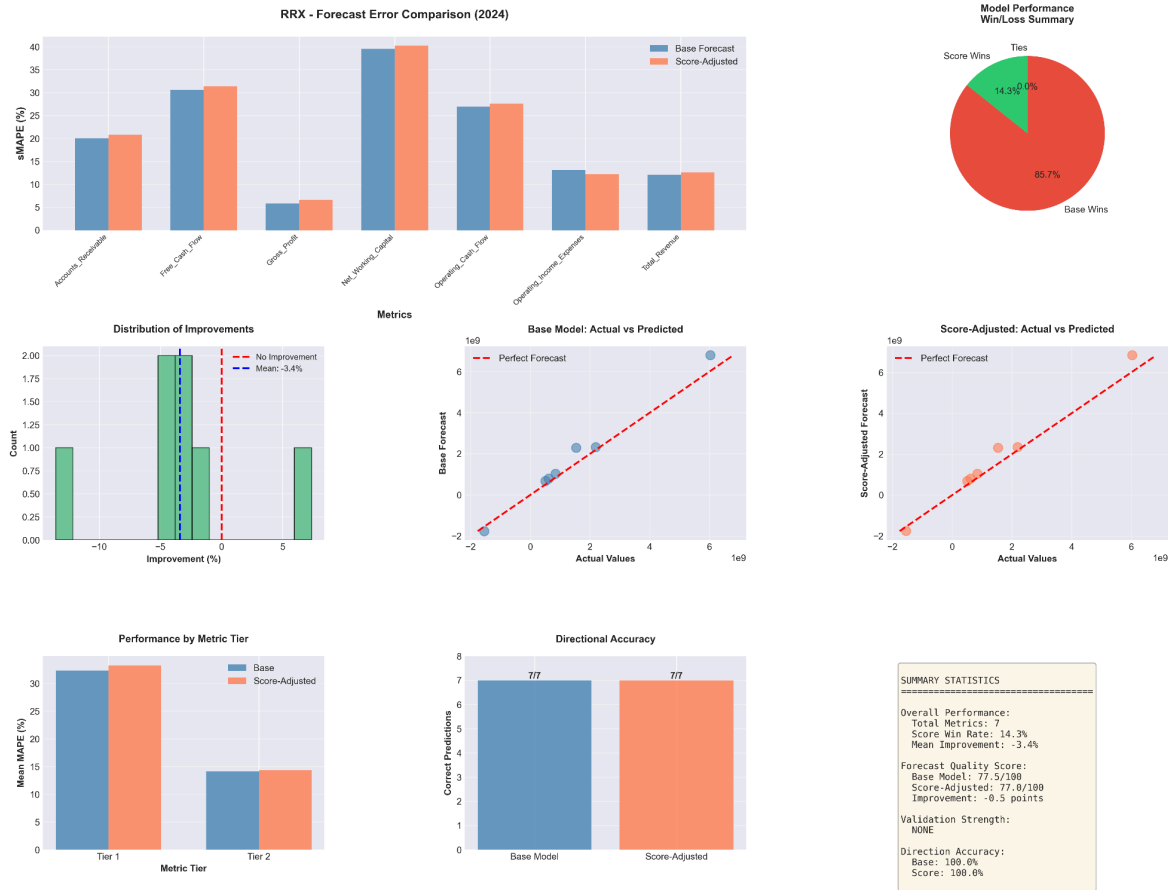 RRX - Forecast Error Comparison (2024)
sMAPE (%)
40
35
30
25
20
15
10
5
0
Base Forecast
Score-Adjusted
Accounts_Receivable
Free_Cash_Flow
Gross_Profit
Net_Working_Capital
Operating_Cash_Flow
Operating_Income_Expenses
Total_Revenue
Metrics
Model Performance
Win/Loss Summary
Ties
Score Wins
14.3%
0.0%
85.7%
Base Wins
Distribution of Improvements
Count
2.00
1.75
1.50
1.25
1.00
0.75
0.50
0.25
0.00
No Improvement
Mean: -3.4%
−10
−5
0
5
Improvement (%)
Base Model: Actual vs Predicted
1e9
Base Forecast
6
4
2
0
−2
Perfect Forecast
−2
0
2
4
6
1e9
Actual Values
Score-Adjusted: Actual vs Predicted
1e9
Score-Adjusted Forecast
6
4
2
0
−2
Perfect Forecast
−2
0
2
4
6
1e9
Actual Values
Performance by Metric Tier
Mean MAPE (%)
30
25
20
15
10
5
0
Base
Score-Adjusted
Tier 1
Tier 2
Metric Tier
Directional Accuracy
Correct Predictions
8
7
6
5
4
3
2
1
0
7/7
7/7
Base Model
Score-Adjusted
SUMMARY STATISTICS
===================================
Overall Performance:
Total Metrics: 7
Score Win Rate: 14.3%
Mean Improvement: -3.4%
Forecast Quality Score:
Base Model: 77.5/100
Score-Adjusted: 77.0/100
Improvement: -0.5 points
Validation Strength:
NONE
Direction Accuracy:
Base: 100.0%
Score: 100.0%